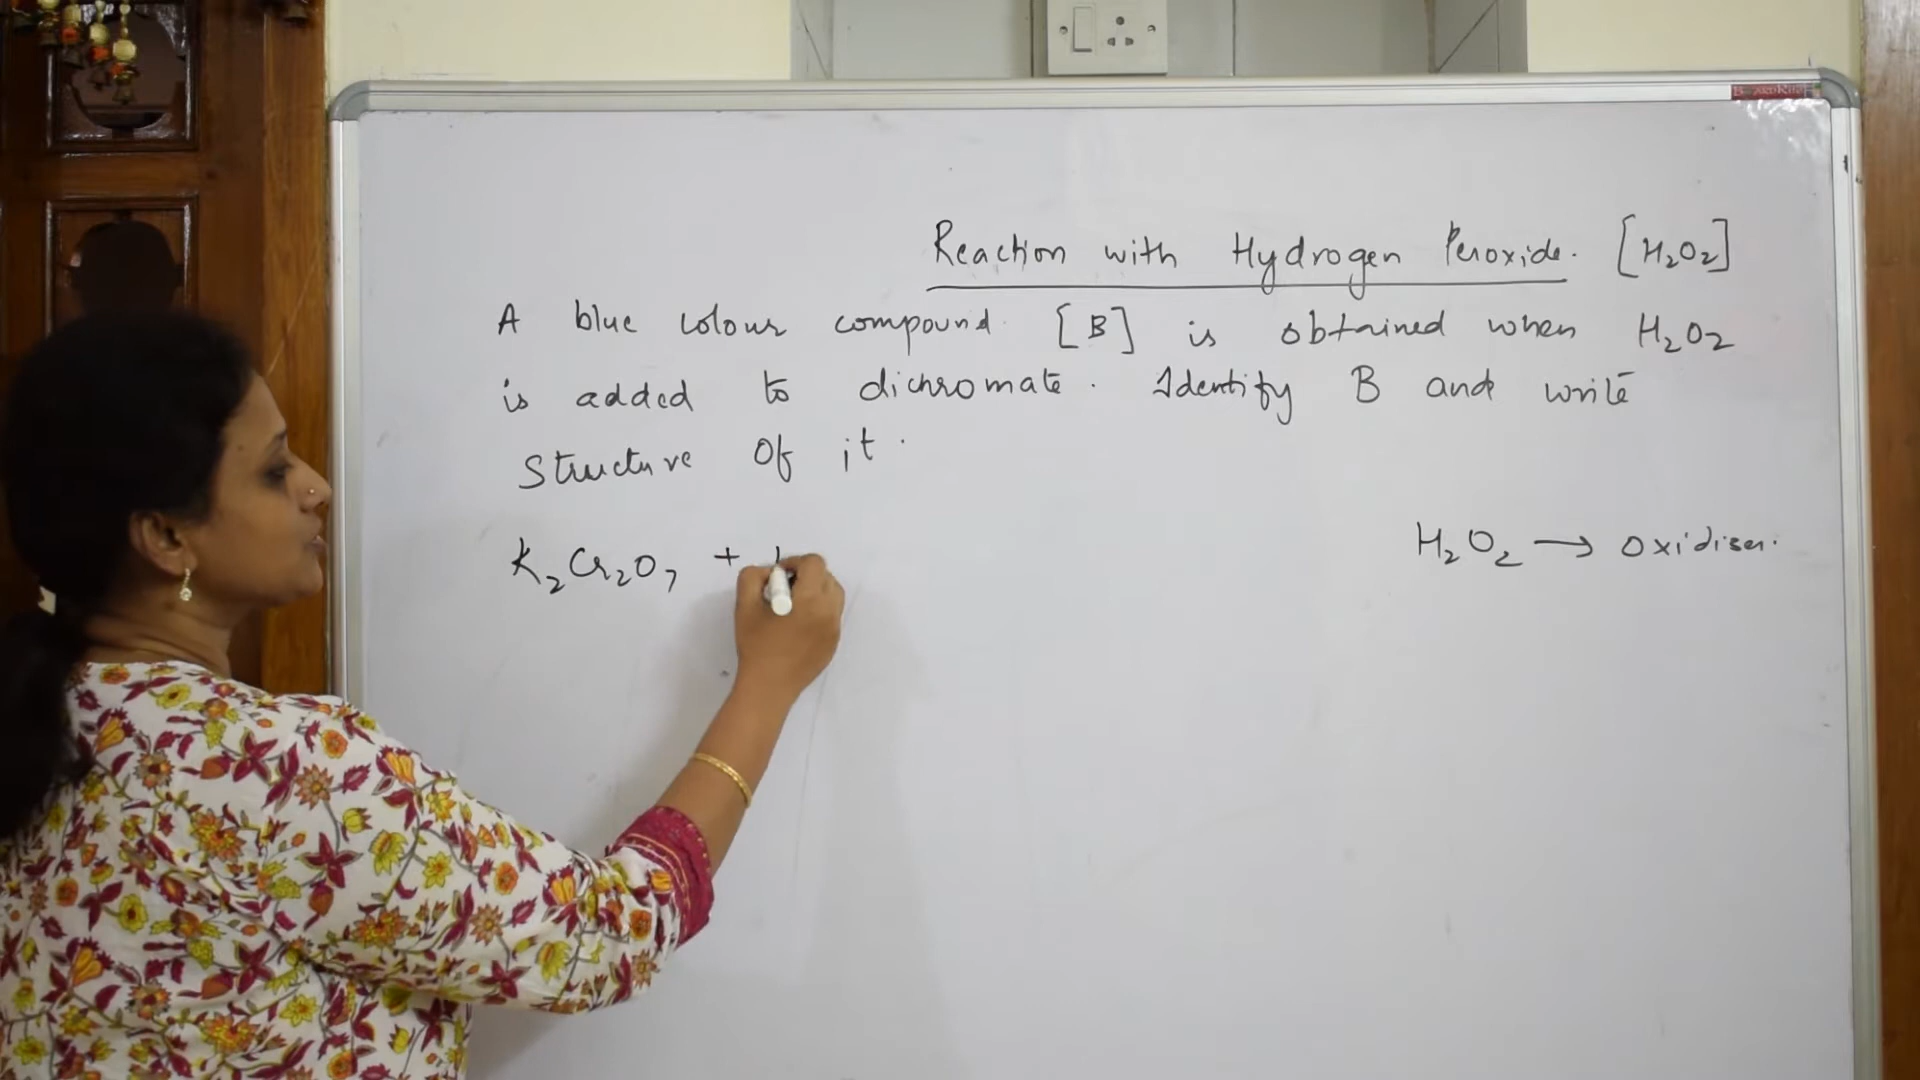 Reaction with Hydrogen Peroxide. [H₂O₂]
A blue colour compound [B] is obtained when H₂O₂
is added to dichromate. Identify B and write
Structure Of it.
K₂Cr₂O₇ +
H₂O₂ → Oxidiser.